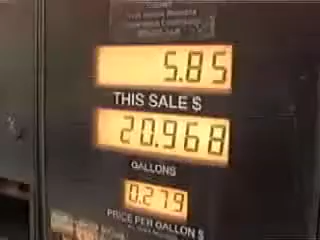 5.85
THIS SALE $
20.968
GALLONS
0.279
PRICE PER GALLON $